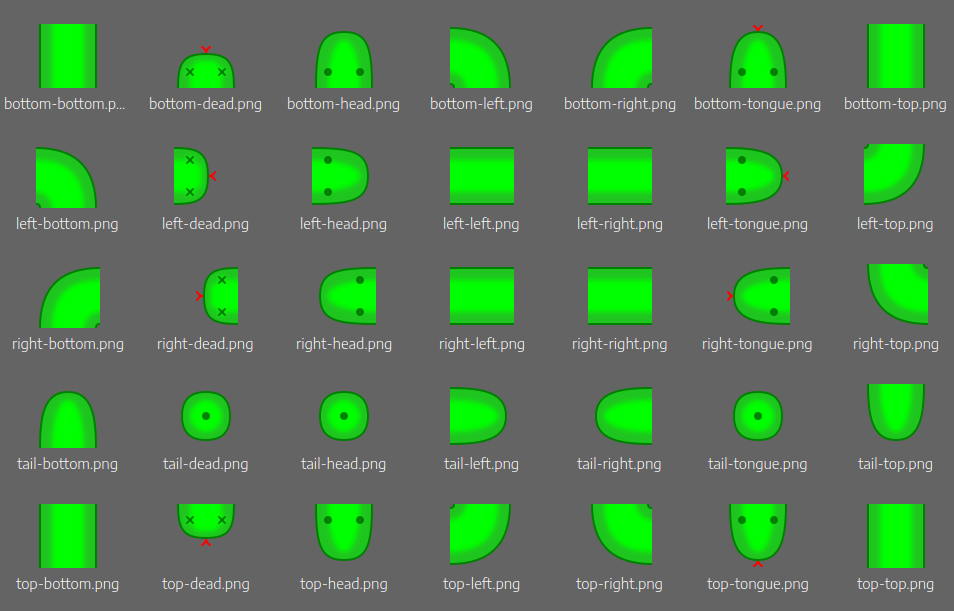 bottom-bottom.p... bottom-dead.png bottom-head.png bottom-left.png bottom-right.png bottom-tongue.png bottom-top.png
left-bottom.png left-dead.png left-head.png left-left.png left-right.png left-tongue.png left-top.png
right-bottom.png right-dead.png right-head.png right-left.png right-right.png right-tongue.png right-top.png
tail-bottom.png tail-dead.png tail-head.png tail-left.png tail-right.png tail-tongue.png tail-top.png
top-bottom.png top-dead.png top-head.png top-left.png top-right.png top-tongue.png top-top.png